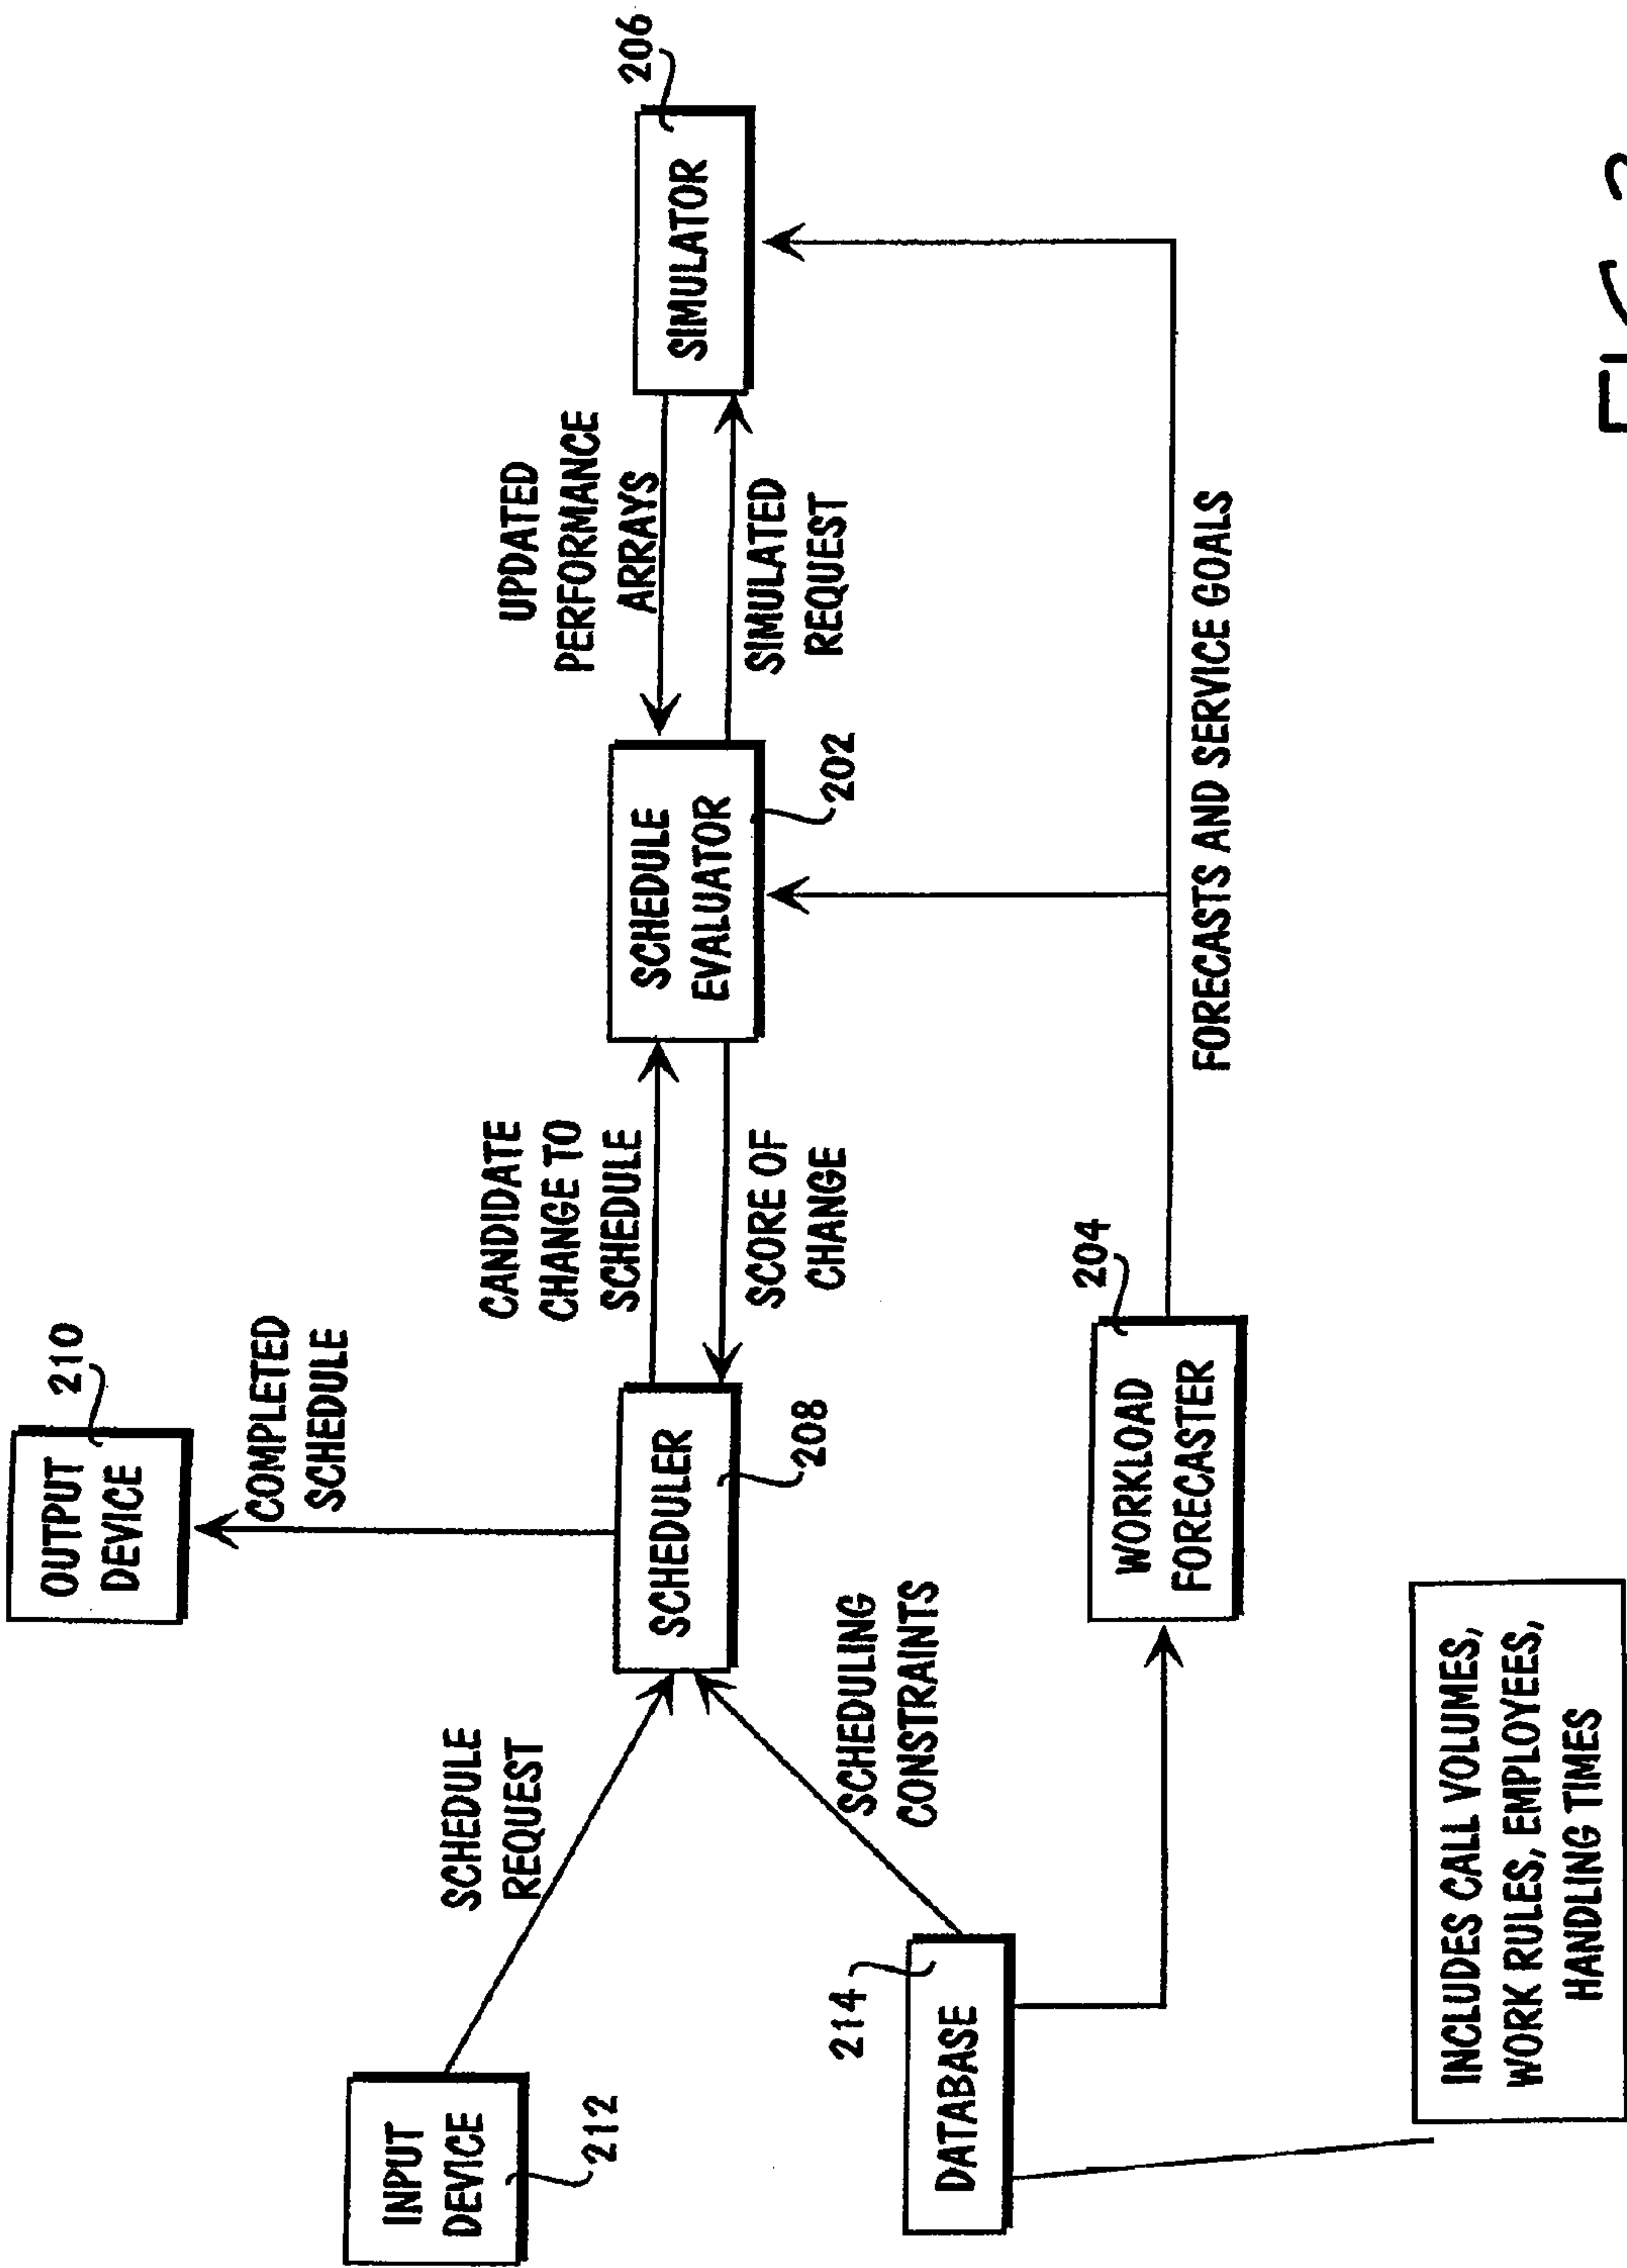 OUTPUT
DEVICE
210
COMPLETED
SCHEDULE
INPUT
DEVICE
212
SCHEDULE
REQUEST
SCHEDULER
208
CANDIDATE
CHANGE TO
SCHEDULE
SCORE OF
CHANGE
SCHEDULE
EVALUATOR
202
UPDATED
PERFORMANCE
ARRAYS
SIMULATED
REQUEST
SIMULATOR
206
DATABASE
214
SCHEDULING
CONSTRAINTS
WORKLOAD
FORECASTER
204
FORECASTS AND SERVICE GOALS
INCLUDES CALL VOLUMES,
WORK RULES, EMPLOYEES,
HANDLING TIMES